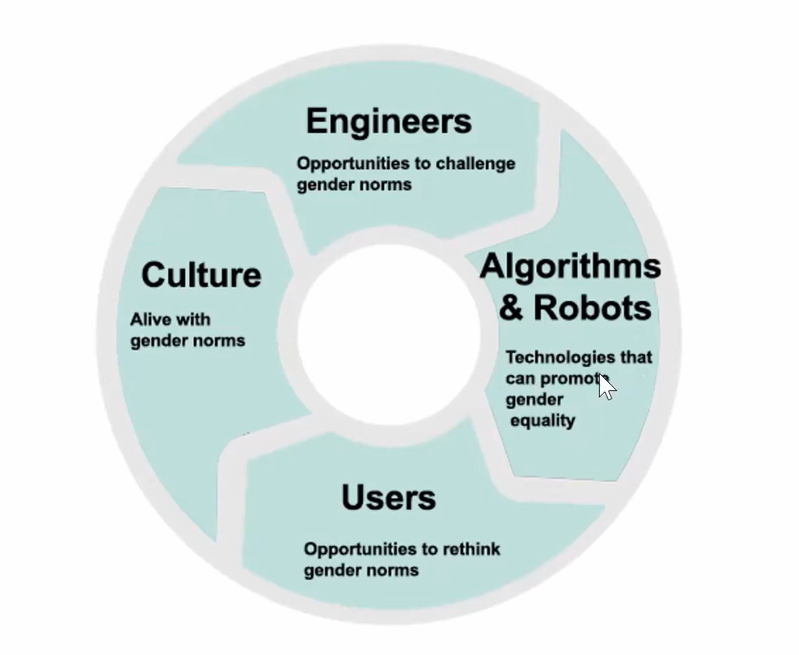 Engineers
Opportunities to challenge
gender norms
Algorithms
& Robots
Technologies that
can promote
gender
equality
Users
Opportunities to rethink
gender norms
Culture
Alive with
gender norms